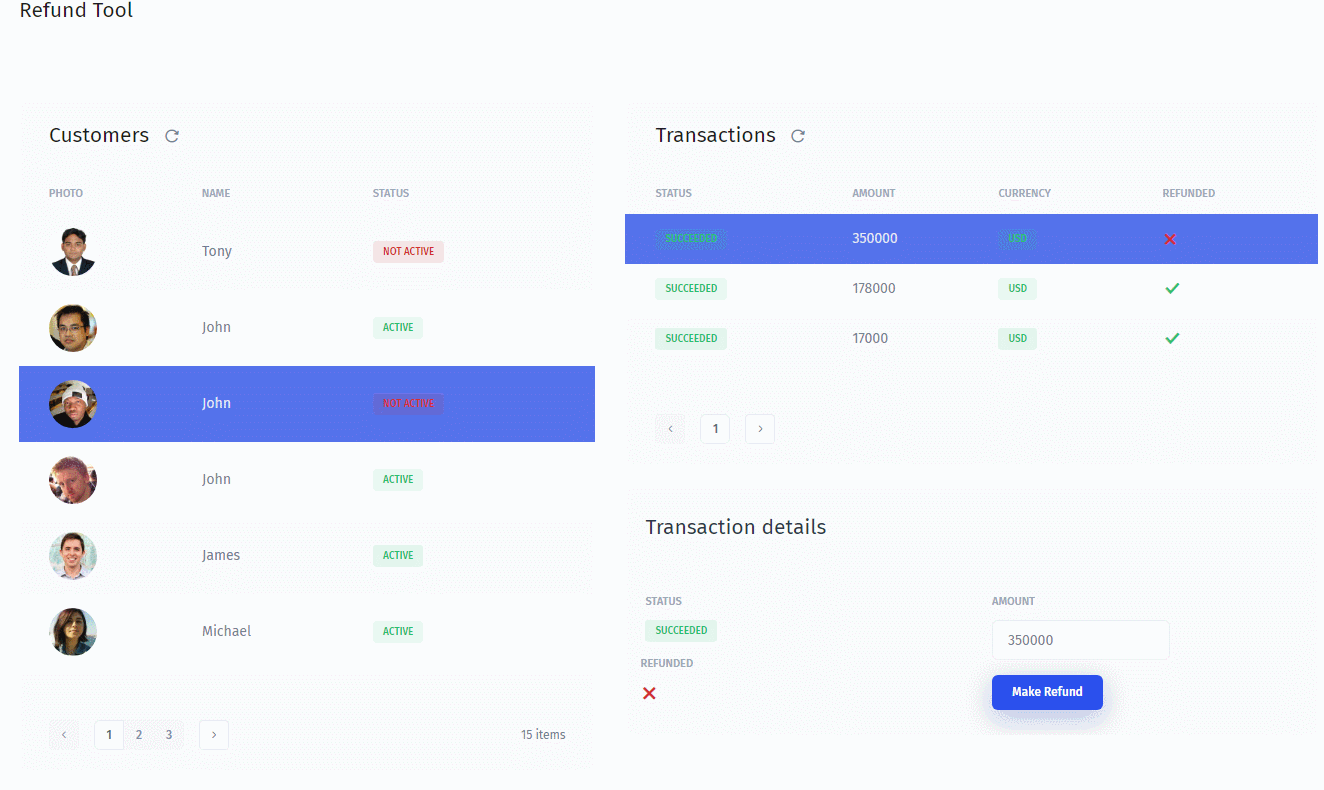 Refund Tool
Customers
PHOTO NAME STATUS
Tony NOT ACTIVE
John ACTIVE
John NOT ACTIVE
John ACTIVE
James ACTIVE
Michael ACTIVE
1 2 3 15 items
Transactions
STATUS AMOUNT CURRENCY REFUNDED
SUCCEEDED 350000 USD
SUCCEEDED 178000 USD
SUCCEEDED 17000 USD
1
Transaction details
STATUS AMOUNT
SUCCEEDED 350000
REFUNDED
Make Refund